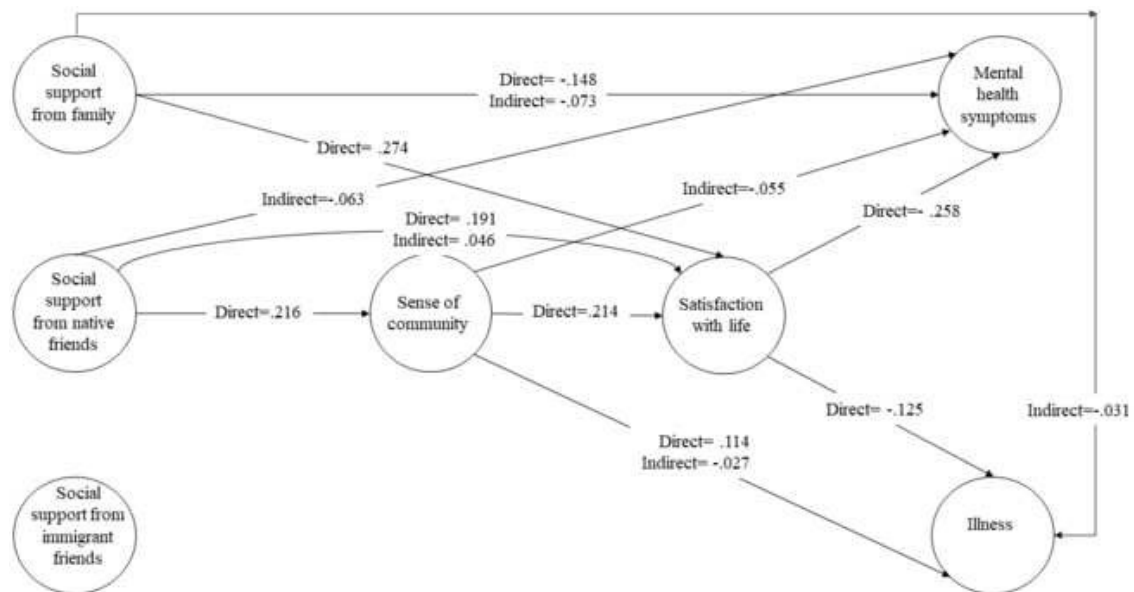 Social
support
from family
Direct= -.148
Indirect= -.073
Mental
health
symptoms
Direct= .274
Indirect=-.063
Indirect=-.055
Direct= .191
Indirect= .046
Direct=- .258
Social
support
from native
friends
Direct=.216
Sense of
community
Direct=.214
Satisfaction
with life
Direct= -.125
Indirect=-.031
Direct= .114
Indirect= -.027
Social
support from
immigrant
friends
Illness